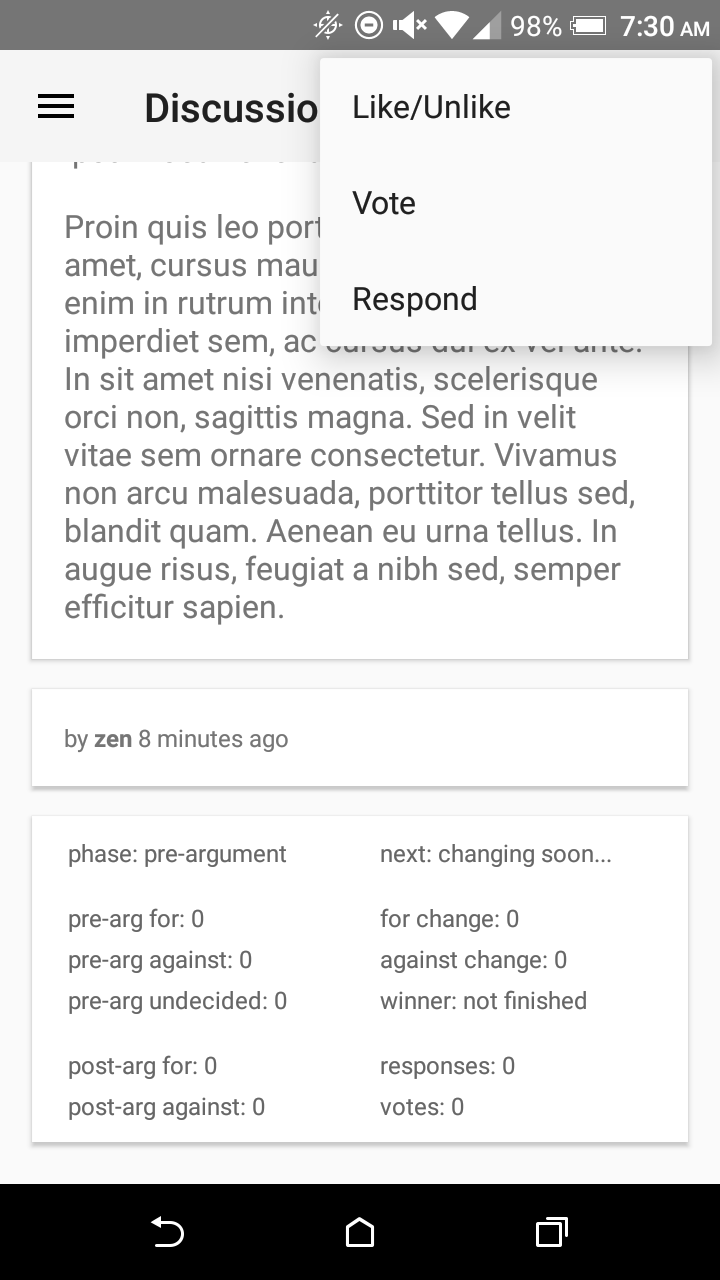 98% 7:30 AM
Discussio
Like/Unlike
Vote
Respond
Proin quis leo port
amet, cursus mau
enim in rutrum int
imperdiet sem, ac cursus dui ex vel ante.
In sit amet nisi venenatis, scelerisque
orci non, sagittis magna. Sed in velit
vitae sem ornare consectetur. Vivamus
non arcu malesuada, porttitor tellus sed,
blandit quam. Aenean eu urna tellus. In
augue risus, feugiat a nibh sed, semper
efficitur sapien.
by zen 8 minutes ago
phase: pre-argument next: changing soon...
pre-arg for: 0 for change: 0
pre-arg against: 0 against change: 0
pre-arg undecided: 0 winner: not finished
post-arg for: 0 responses: 0
post-arg against: 0 votes: 0